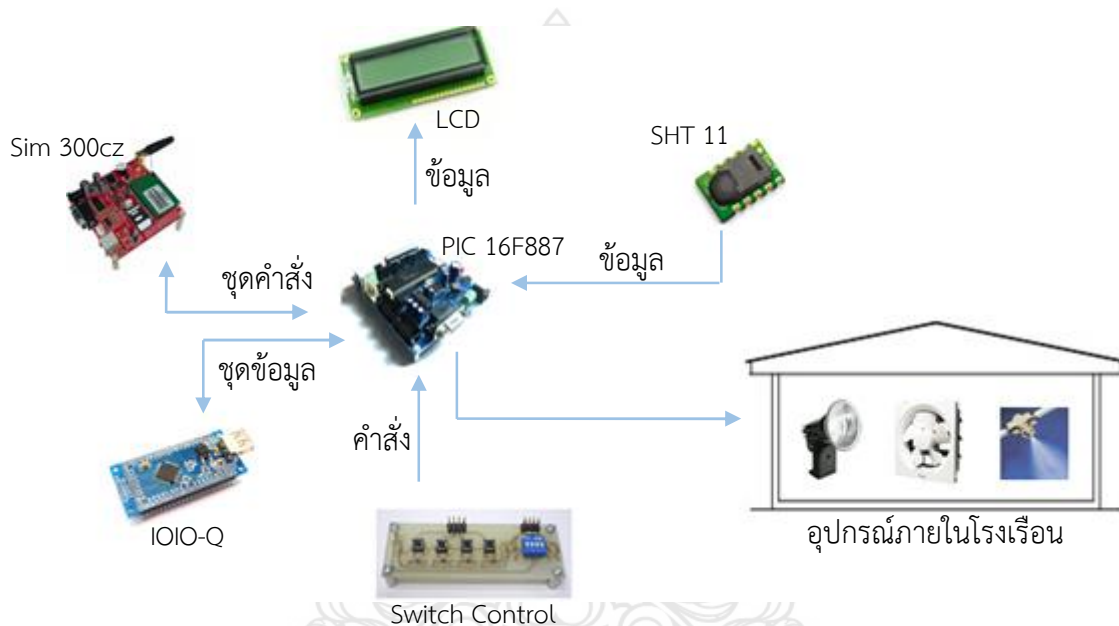 LCD
Sim 300cz
SHT 11
ข้อมูล
PIC 16F887
ข้อมูล
ชุดคำสั่ง
ชุดข้อมูล
คำสั่ง
IOIO-Q
อุปกรณ์ภายในโรงเรือน
Switch Control